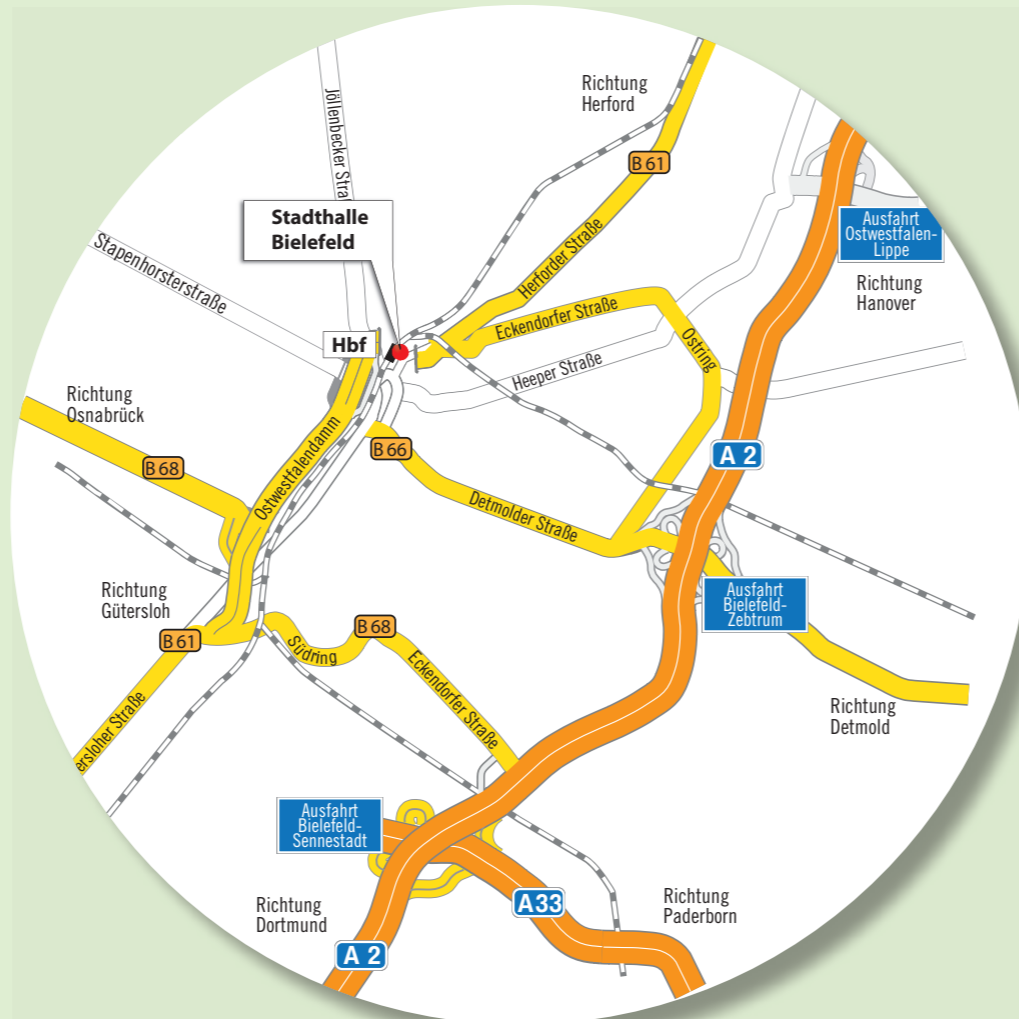 Richtung
Herford
Jöllenbecker Straß
B 61
Stadthalle
Bielefeld
Ausfahrt
Ostwestfalen-
Lippe
Richtung
Hanover
Stapenhorsterstraße
Herforder Straße
Eckendorfer Straße
Hbf
Ostring
Heeper Straße
Richtung
Osnabrück
B 68
Ostwestfalendamm
B 66
A 2
Detmolder Straße
Richtung
Gütersloh
Ausfahrt
Bielefeld-
Zebtrum
B 61
B 68
Südring
Eckendorfer Straße
ersloher Straße
Richtung
Detmold
Ausfahrt
Bielefeld-
Sennestadt
Richtung
Dortmund
A33
Richtung
Paderborn
A 2